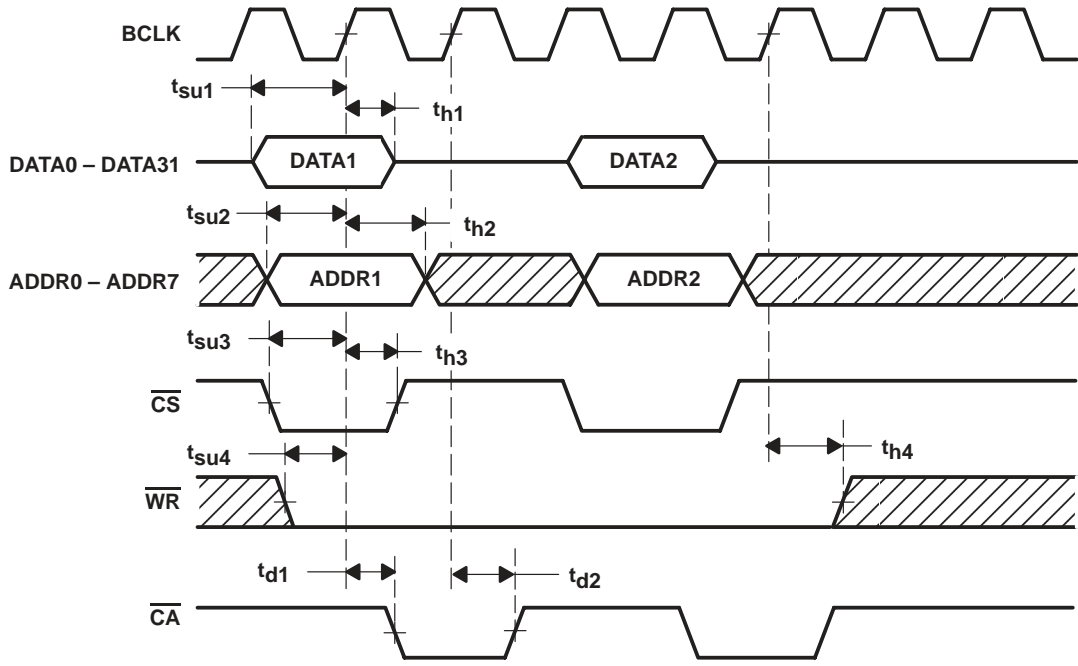 BCLK
tsu1
th1
DATA0 – DATA31
DATA1
DATA2
tsu2
th2
ADDR0 – ADDR7
ADDR1
ADDR2
tsu3
th3
CS
tsu4
th4
WR
td1
td2
CA